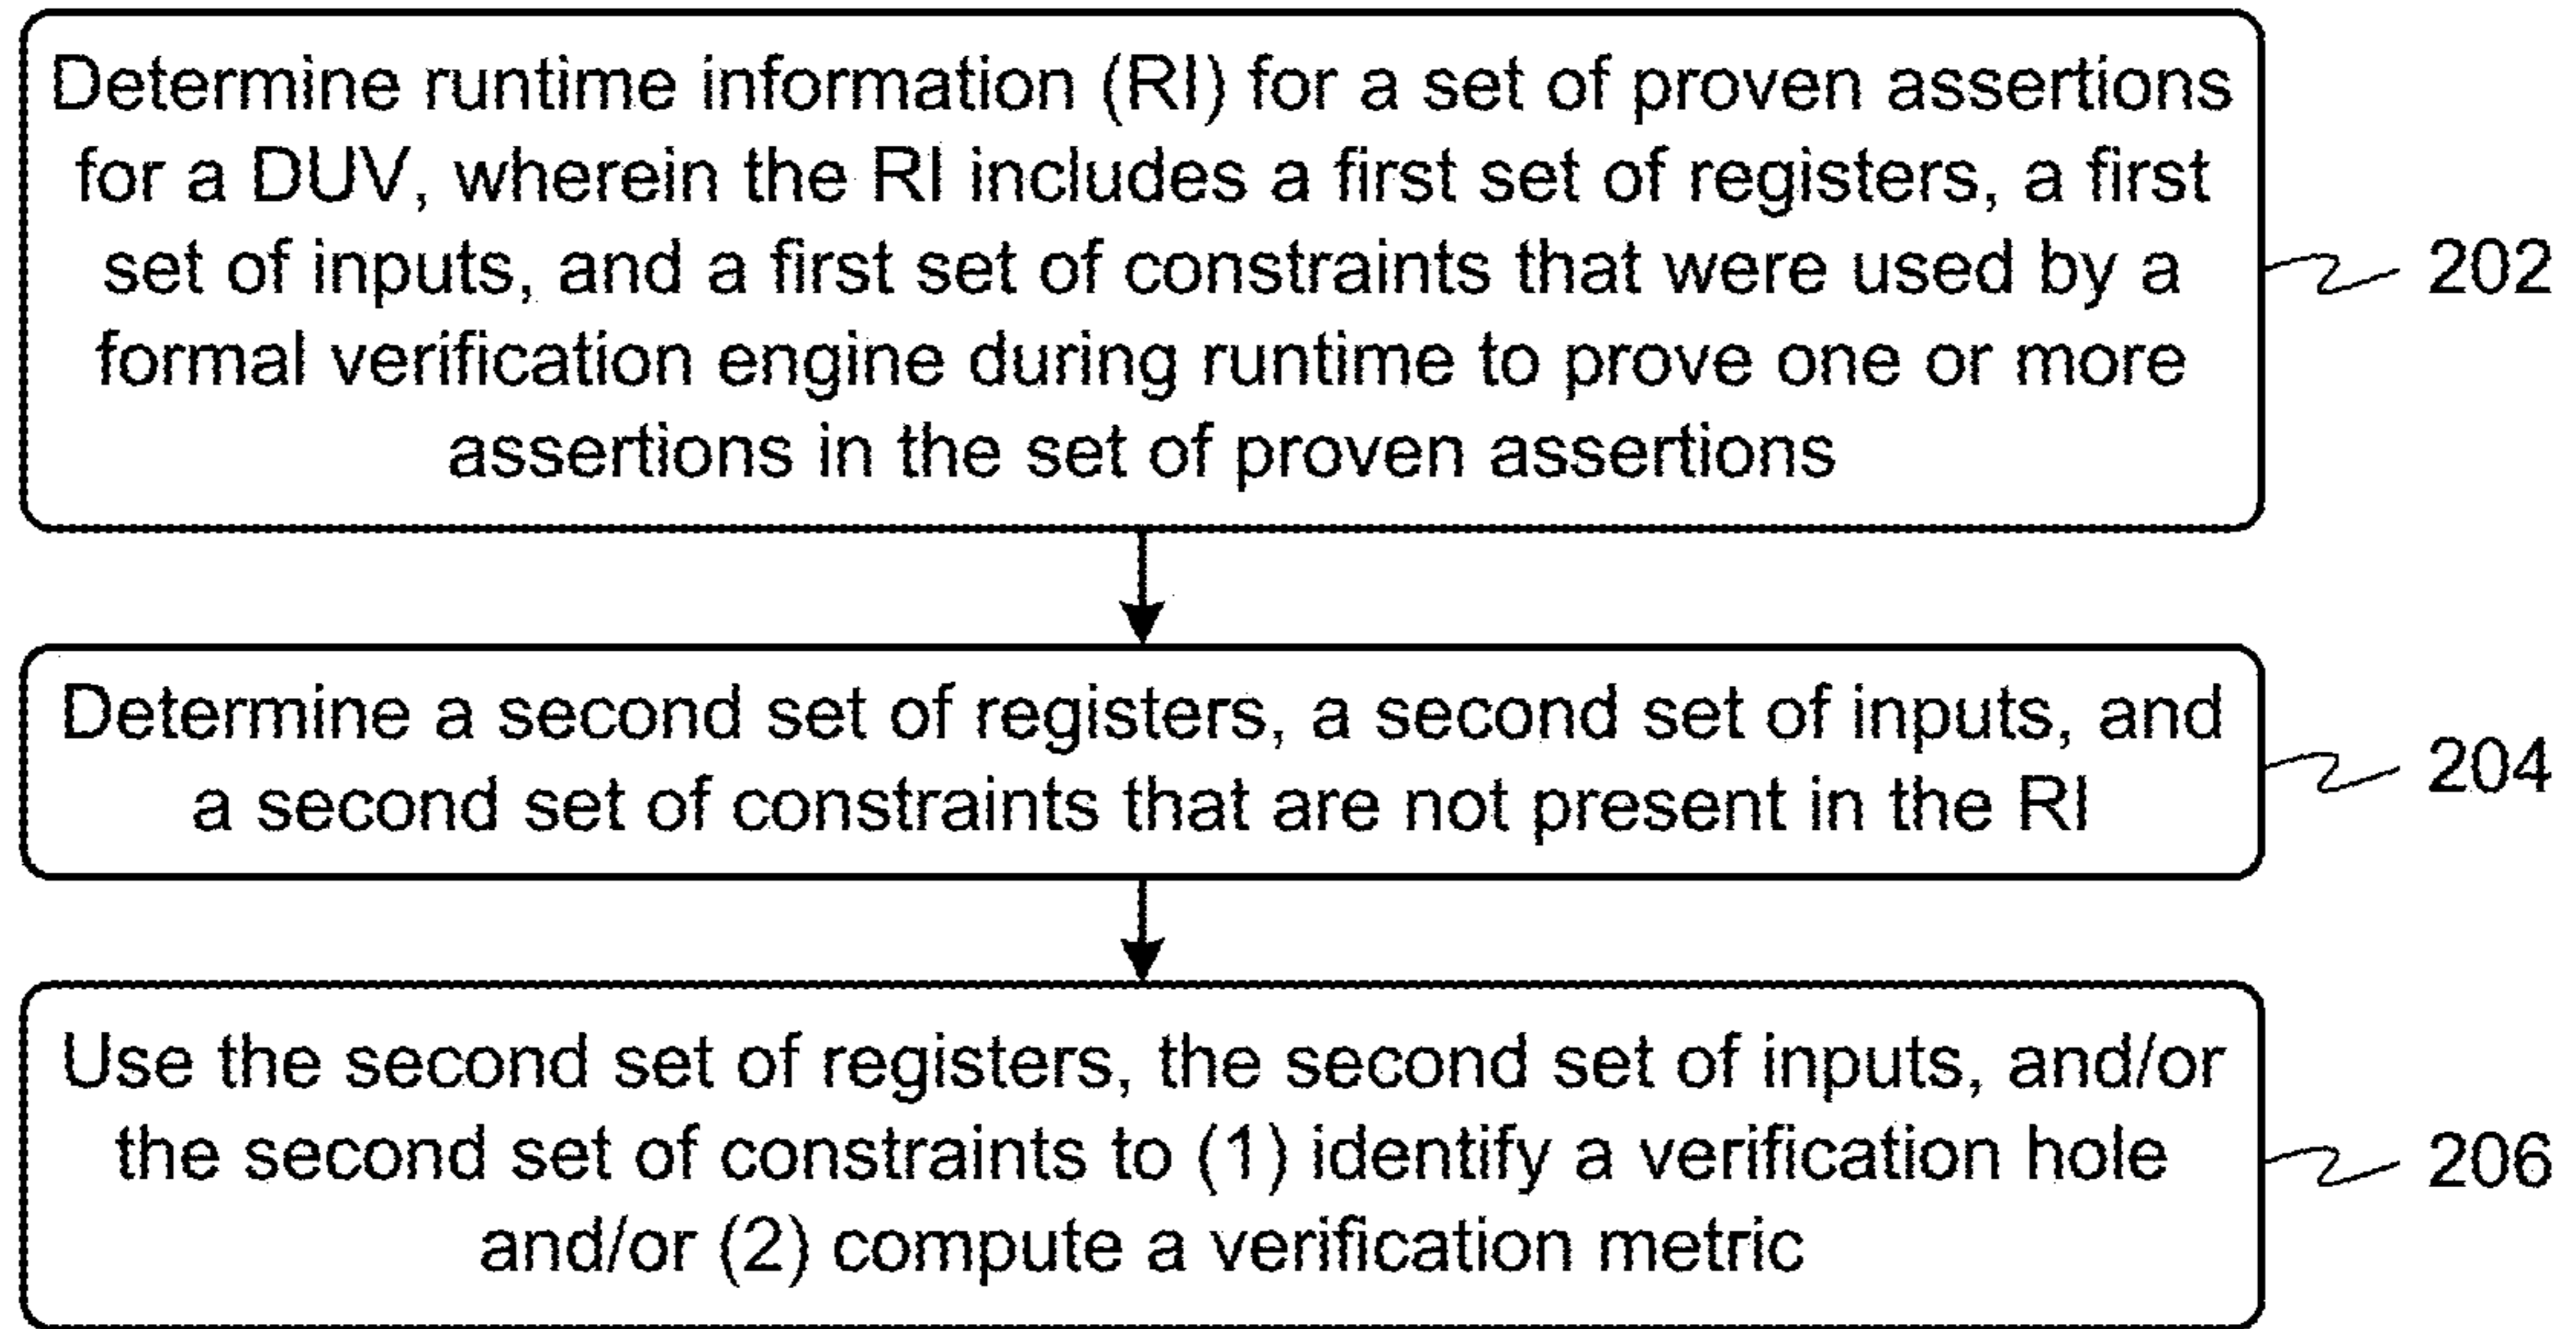 Determine runtime information (RI) for a set of proven assertions
for a DUV, wherein the RI includes a first set of registers, a first
set of inputs, and a first set of constraints that were used by a
formal verification engine during runtime to prove one or more
assertions in the set of proven assertions
202
Determine a second set of registers, a second set of inputs, and
a second set of constraints that are not present in the RI
204
Use the second set of registers, the second set of inputs, and/or
the second set of constraints to (1) identify a verification hole
and/or (2) compute a verification metric
206